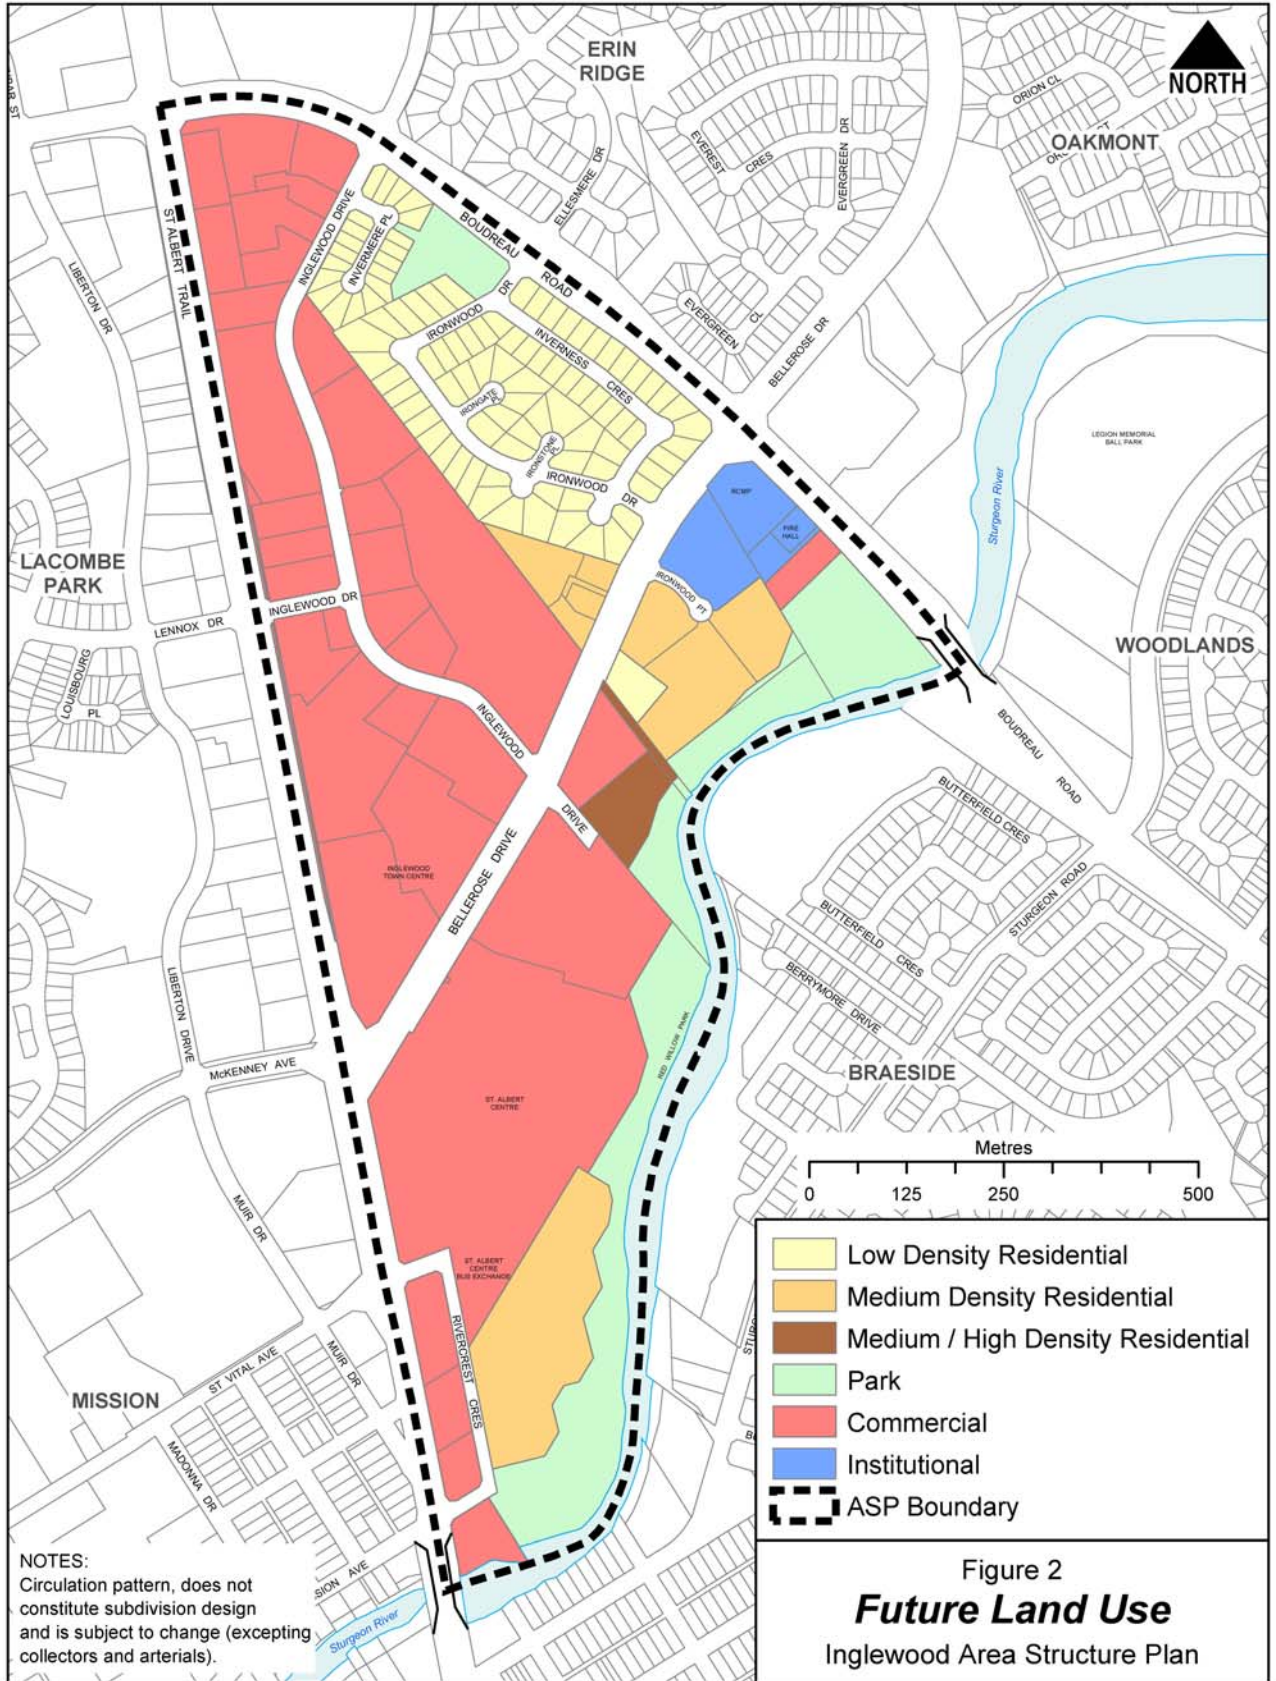 ERIN
RIDGE
NORTH
ORION CL
OAKMONT
EVEREST
CRES
EVERGREEN DR
ELLESMERE DR
ST ALBERT TRAIL
LIBERTON DR
INGLEWOOD DRIVE
INVERMERE PL
BOUDREAU
ROAD
IRONWOOD
DR
INVERNESS
CRES
EVERGREEN
CL
BELLEROSE DR
IRONGATE
PL
IRONSTONE
PL
IRONWOOD DR
LEGION MEMORIAL
BALL PARK
Sturgeon River
RCMP
FIRE
HALL
LACOMBE
PARK
IRONWOOD PT
INGLEWOOD DR
LENNOX DR
WOODLANDS
LOUISBOURG
PL
INGLEWOOD
DRIVE
BOUDREAU
ROAD
BUTTERFIELD CRES
INGLEWOOD
TOWN CENTRE
BELLEROSE DRIVE
STURGEON ROAD
BUTTERFIELD CRES
BERRYMORE DRIVE
LIBERTON DRIVE
RED WILLOW PARK
McKENNEY AVE
BRAESIDE
ST. ALBERT
CENTRE
Metres
0 125 250 500
MUIR DR
ST. ALBERT
CENTRE
BUS EXCHANGE
RIVERCREST CRES
ST VITAL AVE
MUIR DR
MISSION
MADONNA DR
Low Density Residential
Medium Density Residential
Medium / High Density Residential
Park
Commercial
Institutional
ASP Boundary
NOTES:
Circulation pattern, does not
constitute subdivision design
and is subject to change (excepting
collectors and arterials).
SION AVE
Sturgeon River
Figure 2
Future Land Use
Inglewood Area Structure Plan